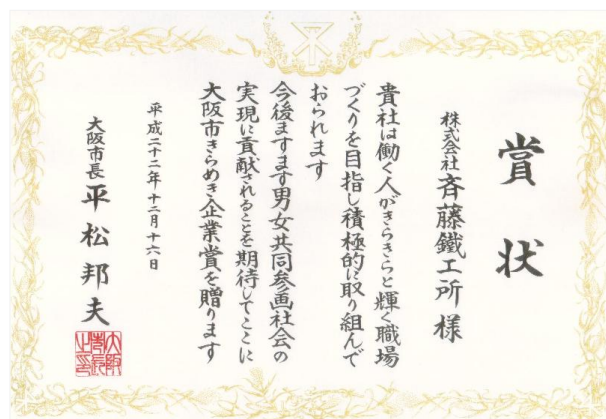 賞状
株式会社 斉藤鐵工所 様
貴社は働く人がきらきらと輝く職場
づくりを目指し積極的に取り組んで
おられます
今後ますます男女共同参画社会の
実現に貢献されることを期待してここに
大阪市きらめき企業賞を贈ります
平成二十二年十二月十六日
大阪市長 平松邦夫
大阪市長之印